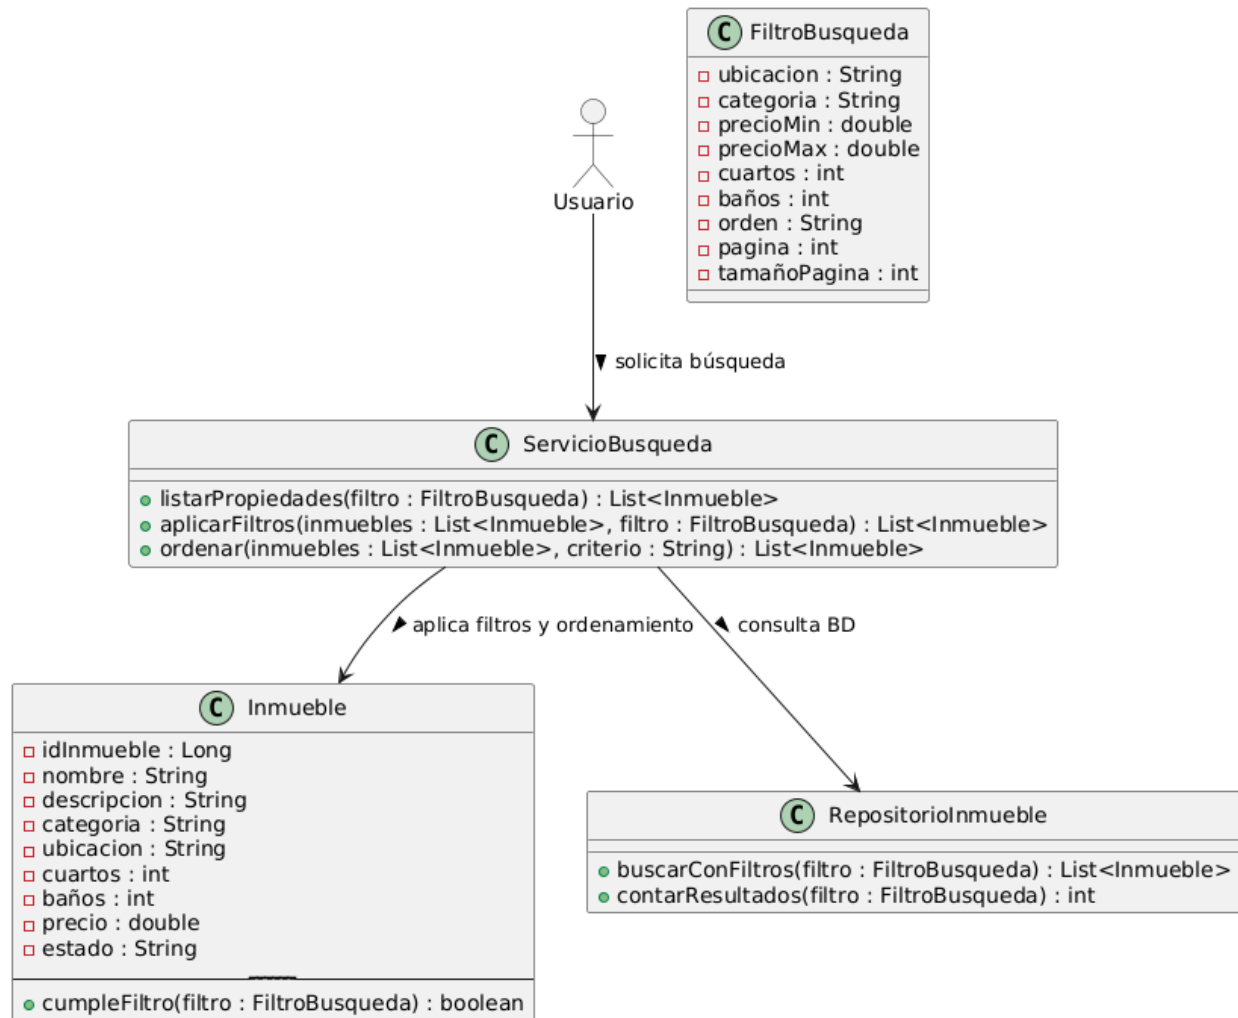 C FiltroBusqueda
ubicacion : String
categoria : String
precioMin : double
precioMax : double
cuartos : int
baños : int
orden : String
pagina : int
tamañoPagina : int
Usuario
solicita búsqueda
C ServicioBusqueda
listarPropiedades(filtro : FiltroBusqueda) : List<Inmueble>
aplicarFiltros(inmuebles : List<Inmueble>, filtro : FiltroBusqueda) : List<Inmueble>
ordenar(inmuebles : List<Inmueble>, criterio : String) : List<Inmueble>
aplica filtros y ordenamiento
consulta BD
C Inmueble
idInmueble : Long
nombre : String
descripcion : String
categoria : String
ubicacion : String
cuartos : int
baños : int
precio : double
estado : String
cumpleFiltro(filtro : FiltroBusqueda) : boolean
C RepositorioInmueble
buscarConFiltros(filtro : FiltroBusqueda) : List<Inmueble>
contarResultados(filtro : FiltroBusqueda) : int